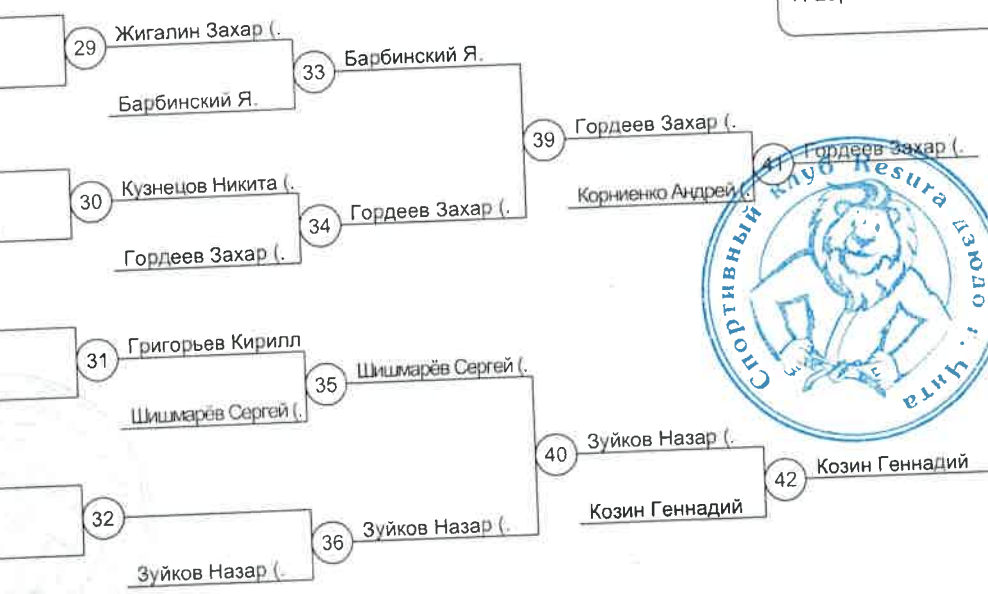 29
Жигалин Захар (.
Барбинский Я.
33
Барбинский Я.
30
Кузнецов Никита (.
Гордеев Захар (.
34
Гордеев Захар (.
39
Гордеев Захар (.
Корниенко Андрей (.
41
Гордеев Захар (.
31
Григорьев Кирилл
Шишмарёв Сергей (.
35
Шишмарёв Сергей (.
32
Зуйков Назар (.
36
Зуйков Назар (.
40
Зуйков Назар (.
Козин Геннадий
42
Козин Геннадий
Спортивный клуб Resura дзюдо г. Чита